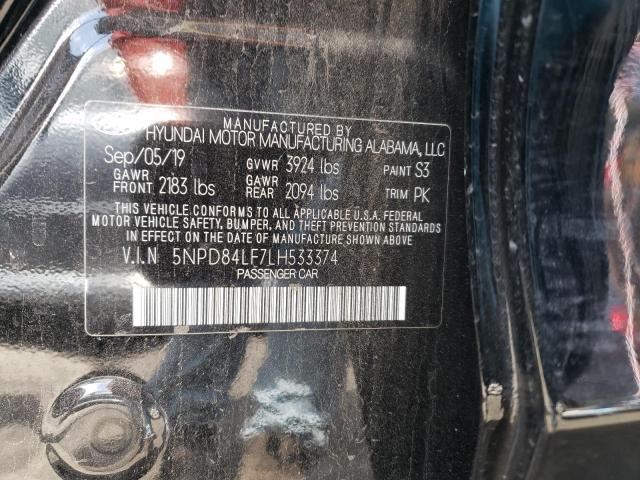 MANUFACTURED BY
HYUNDAI MOTOR MANUFACTURING ALABAMA, LLC
Sep/05/19 GVWR 3924 lbs PAINT S3
GAWR FRONT 2183 lbs GAWR REAR 2094 lbs TRIM PK
THIS VEHICLE CONFORMS TO ALL APPLICABLE U.S.A. FEDERAL
MOTOR VEHICLE SAFETY, BUMPER, AND THEFT PREVENTION STANDARDS
IN EFFECT ON THE DATE OF MANUFACTURE SHOWN ABOVE
V.I.N 5NPD84LF7LH533374
PASSENGER CAR